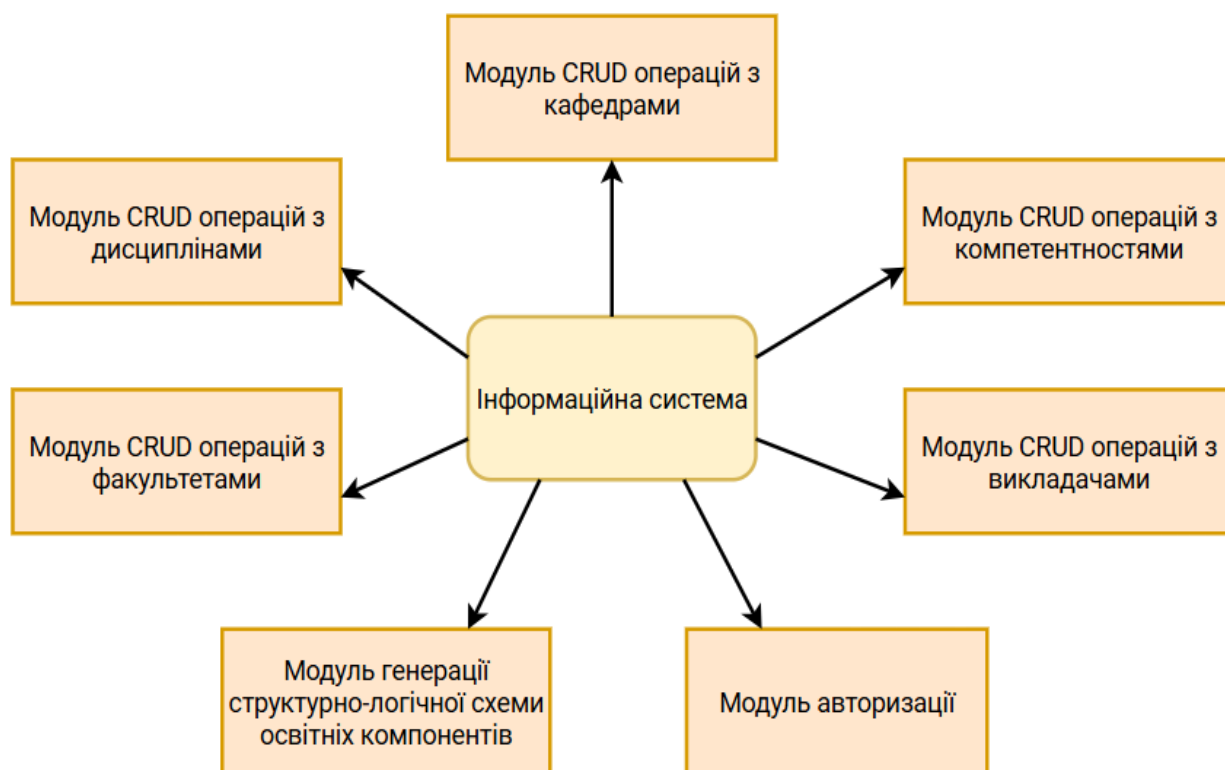 Модуль CRUD операцій з
кафедрами
Модуль CRUD операцій з
дисциплінами
Модуль CRUD операцій з
компетентностями
Інформаційна система
Модуль CRUD операцій з
факультетами
Модуль CRUD операцій з
викладачами
Модуль генерації
структурно-логічної схеми
освітніх компонентів
Модуль авторизації